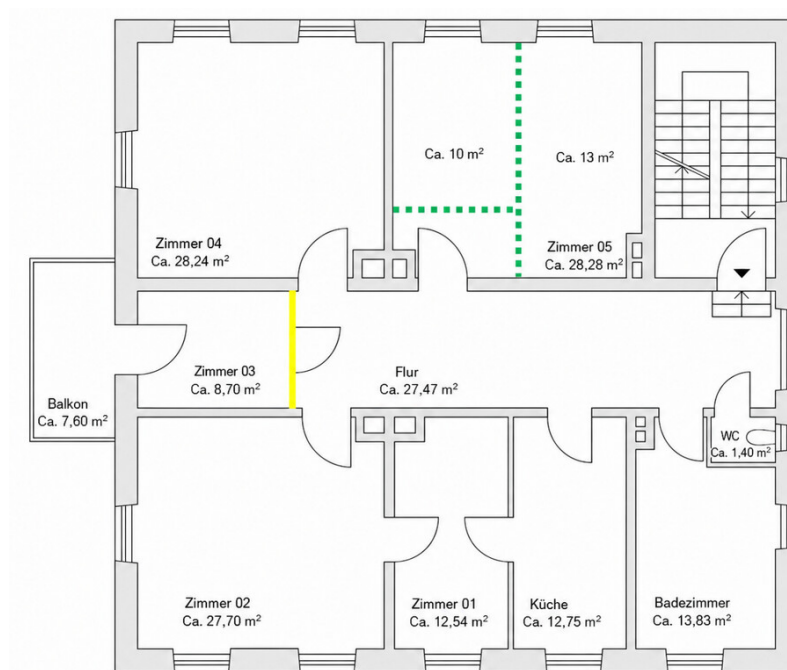 Ca. 10 m²
Ca. 13 m²
Zimmer 04
Ca. 28,24 m²
Zimmer 05
Ca. 28,28 m²
Zimmer 03
Ca. 8,70 m²
Flur
Ca. 27,47 m²
Balkon
Ca. 7,60 m²
WC
Ca. 1,40 m²
Zimmer 02
Ca. 27,70 m²
Zimmer 01
Ca. 12,54 m²
Küche
Ca. 12,75 m²
Badezimmer
Ca. 13,83 m²